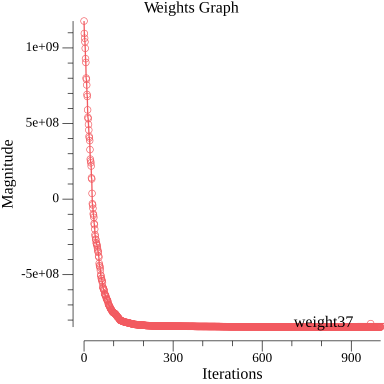 Weights Graph
1e+09
5e+08
0
-5e+08
Magnitude
weight37
0 300 600 900
Iterations